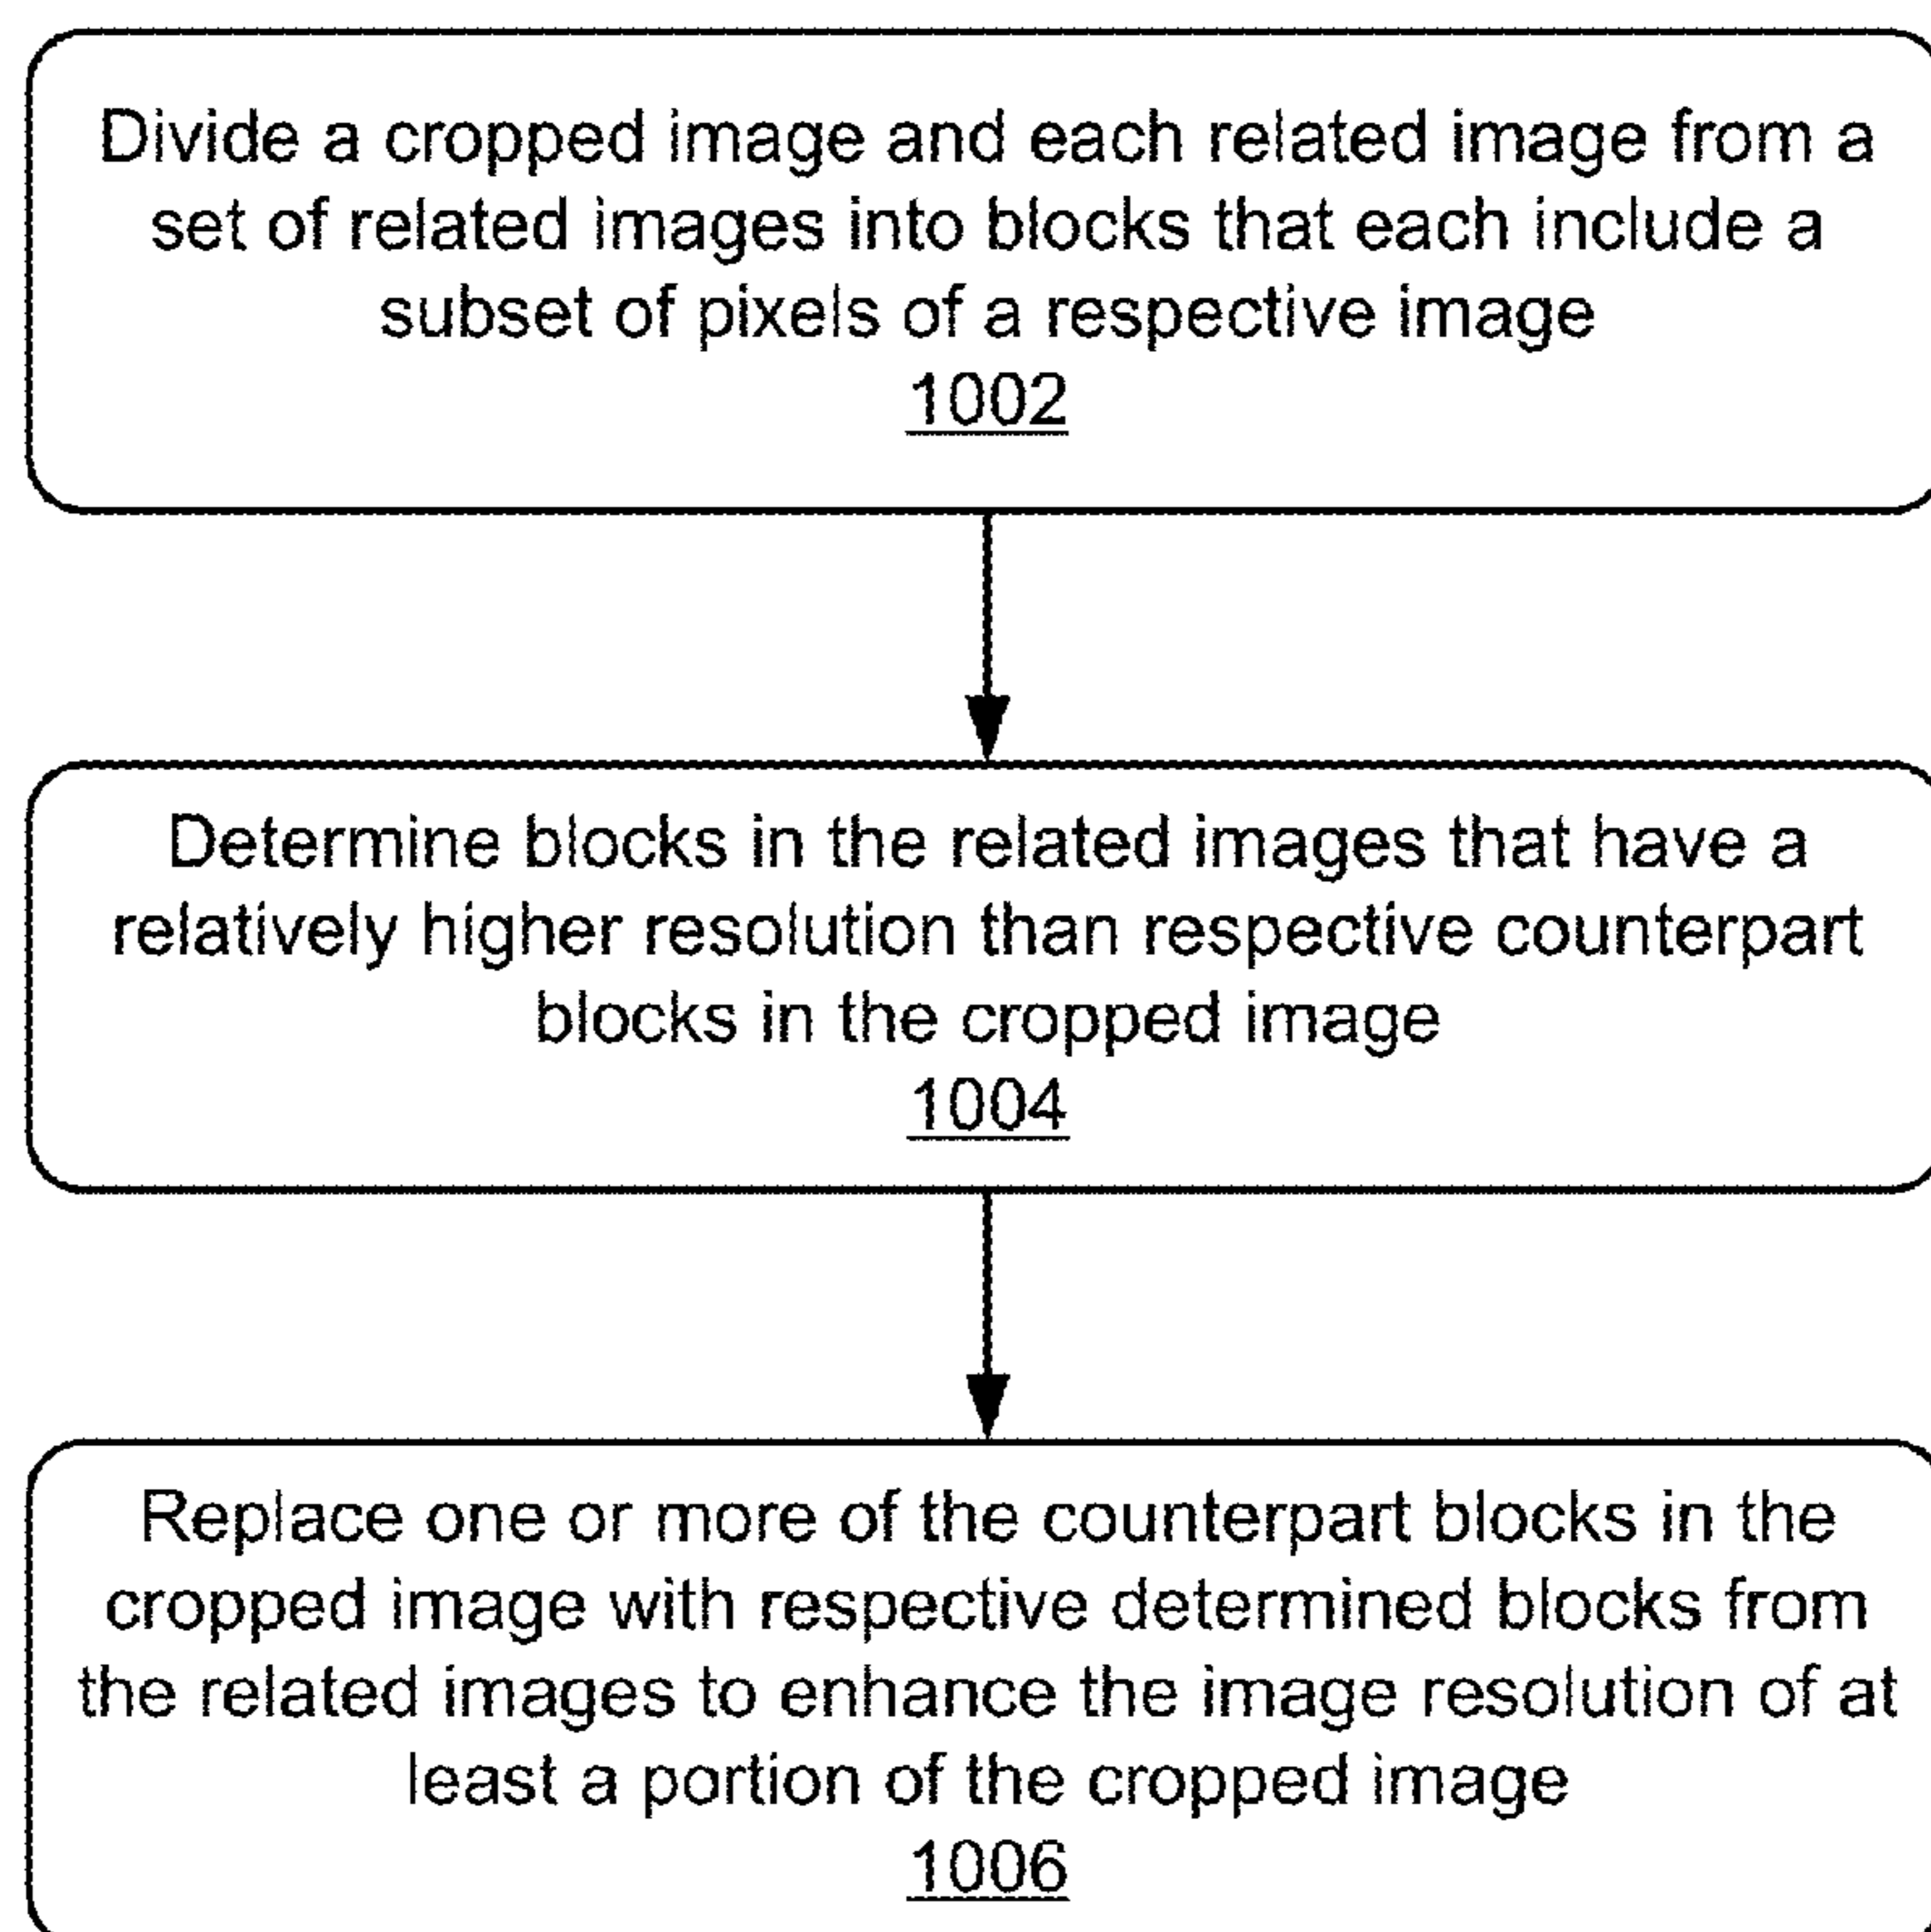 Divide a cropped image and each related image from a
set of related images into blocks that each include a
subset of pixels of a respective image
1002
Determine blocks in the related images that have a
relatively higher resolution than respective counterpart
blocks in the cropped image
1004
Replace one or more of the counterpart blocks in the
cropped image with respective determined blocks from
the related images to enhance the image resolution of at
least a portion of the cropped image
1006